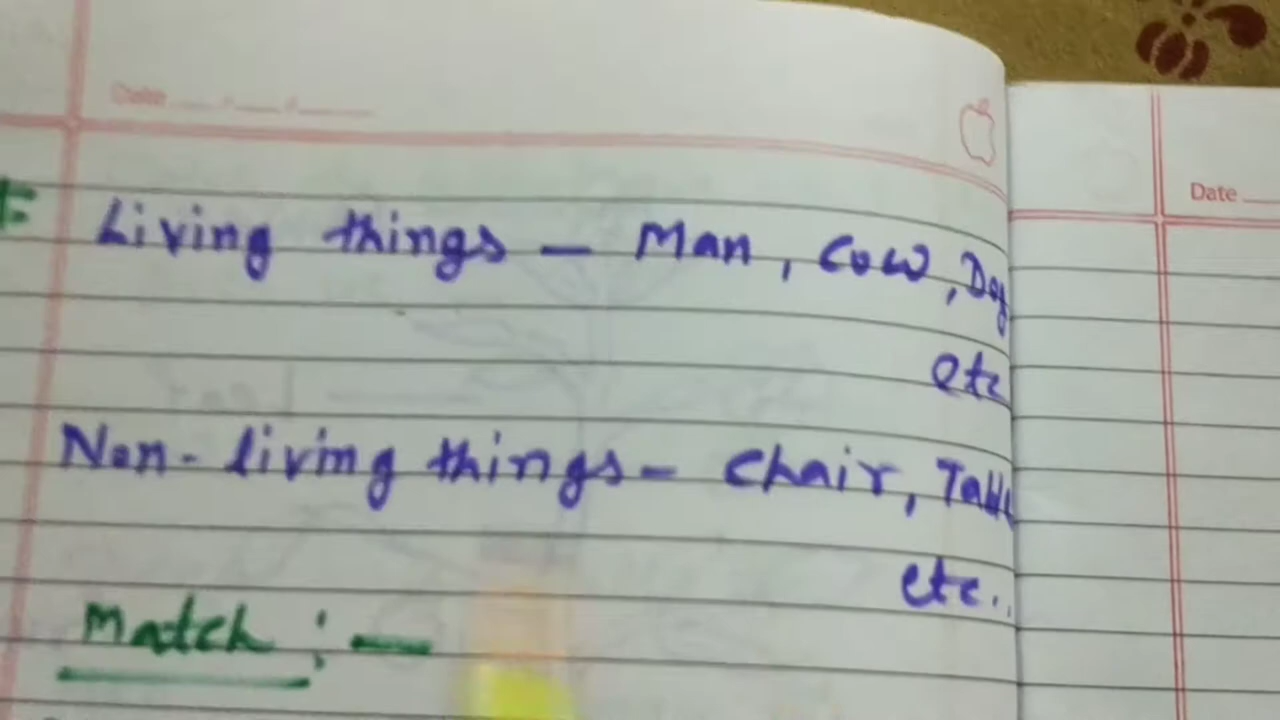 Date
Living things — Man, Cow, Dog
etc
Non-living things - Chair, Table
etc..
Match : —
Date